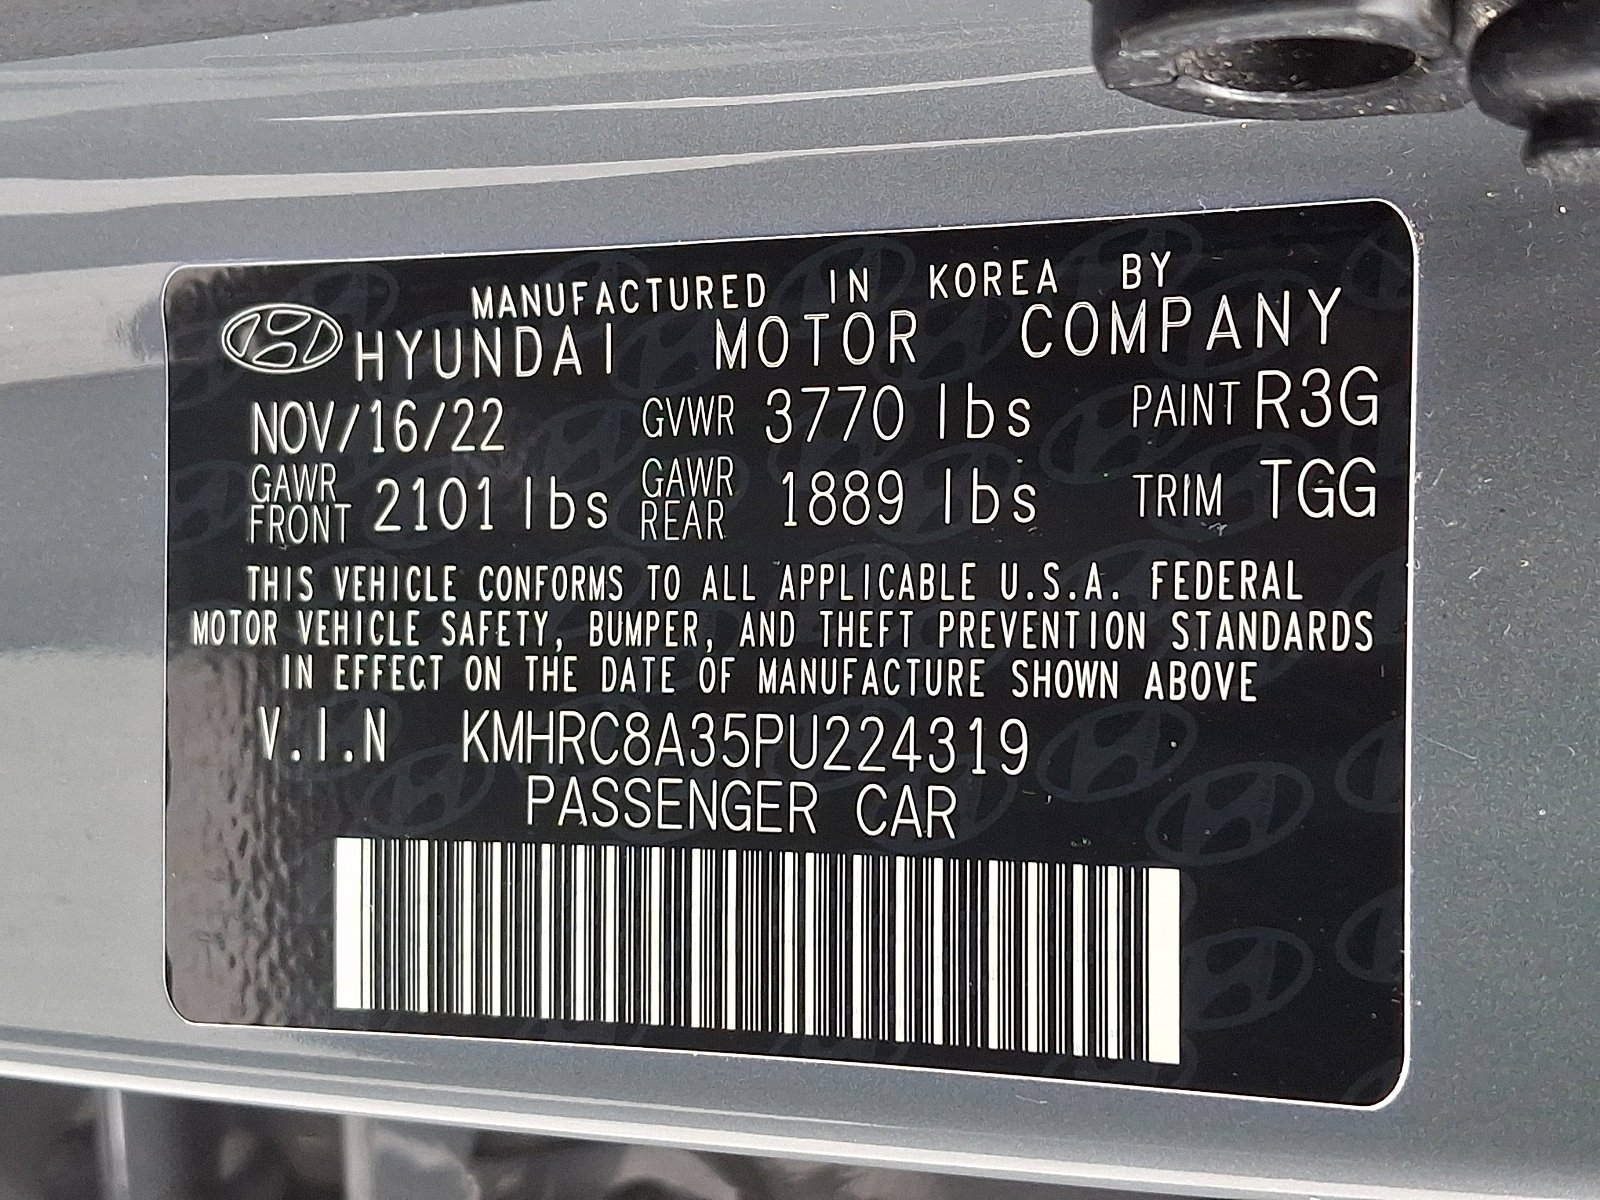 MANUFACTURED IN KOREA BY
HYUNDAI MOTOR COMPANY
NOV/16/22 GVWR 3770 lbs PAINT R3G
GAWR FRONT 2101 lbs GAWR REAR 1889 lbs TRIM TGG
THIS VEHICLE CONFORMS TO ALL APPLICABLE U.S.A. FEDERAL
MOTOR VEHICLE SAFETY, BUMPER, AND THEFT PREVENTION STANDARDS
IN EFFECT ON THE DATE OF MANUFACTURE SHOWN ABOVE
V.I.N KMHRC8A35PU224319
PASSENGER CAR